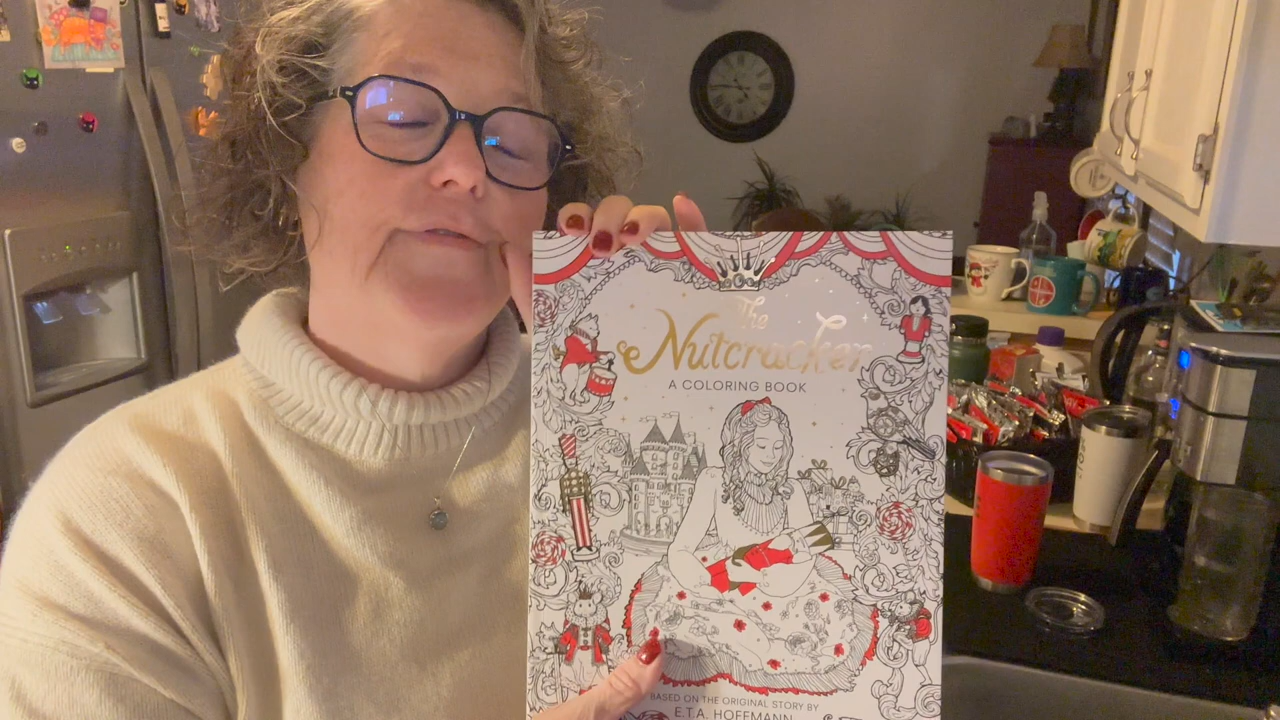 The
Nutcracker
A COLORING BOOK
BASED ON THE ORIGINAL STORY BY
E.T.A. HOFFMANN